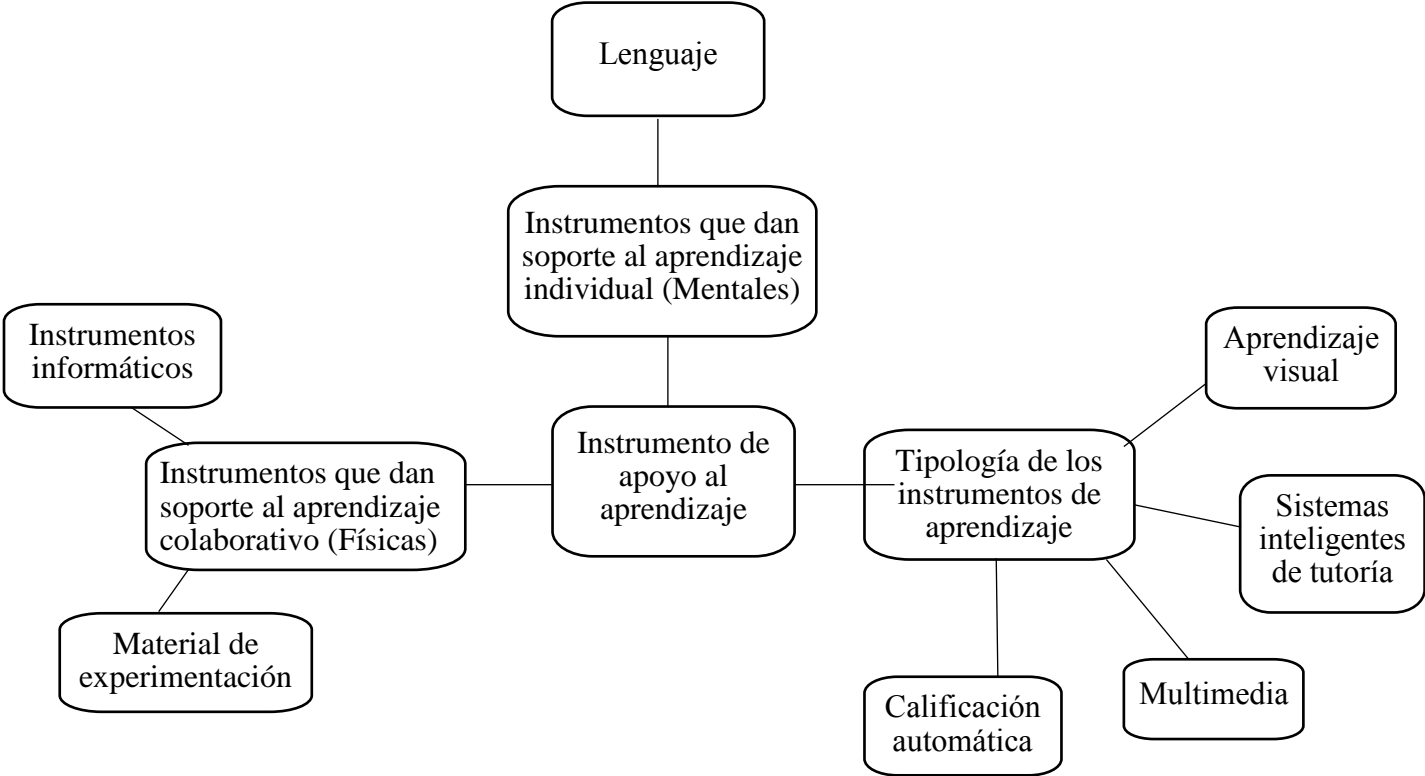 Lenguaje
Instrumentos que dan
soporte al aprendizaje
individual (Mentales)
Instrumentos
informáticos
Aprendizaje
visual
Instrumentos que dan
soporte al aprendizaje
colaborativo (Físicas)
Instrumento de
apoyo al
aprendizaje
Tipología de los
instrumentos de
aprendizaje
Sistemas
inteligentes
de tutoría
Material de
experimentación
Calificación
automática
Multimedia